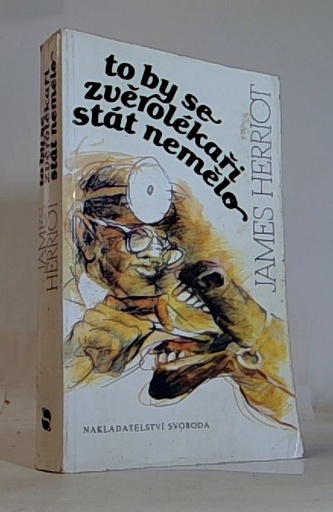 to by se
zvěrolékaři
stát nemělo
JAMES HERRIOT
NAKLADATELSTVÍ SVOBODA
to by se
zvěrolékaři
stát nemělo
JAMES
HERRIOT